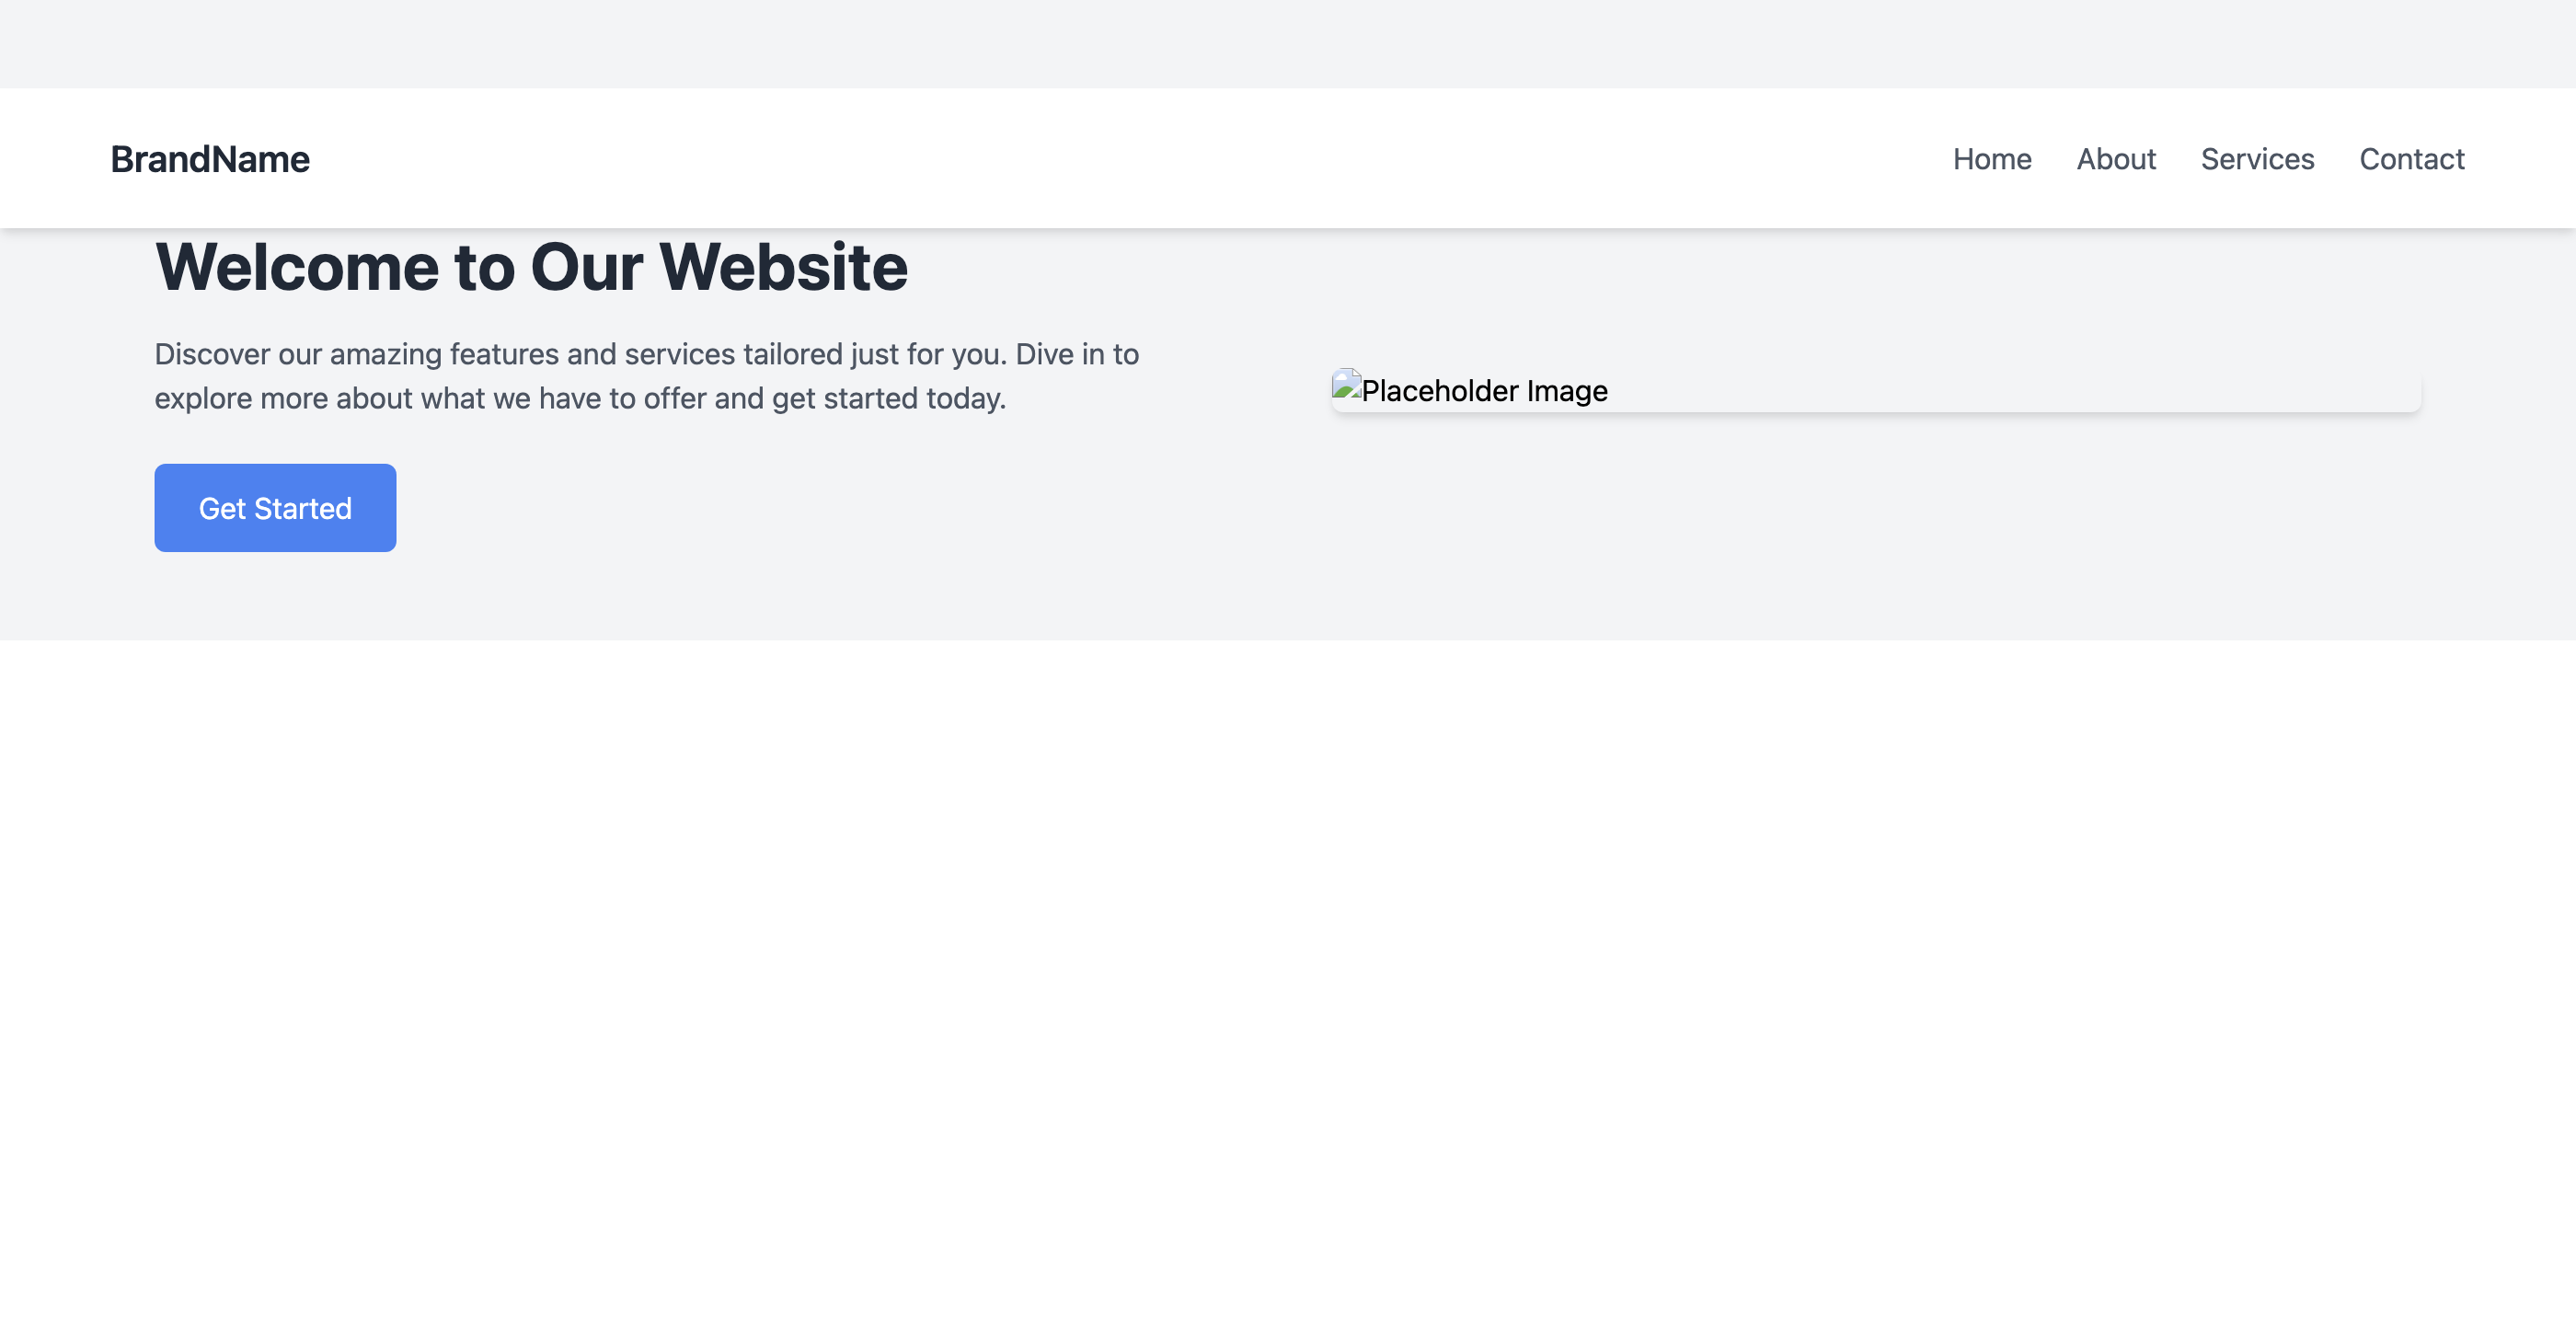 BrandName
Home
About
Services
Contact
Welcome to Our Website
Discover our amazing features and services tailored just for you. Dive in to
explore more about what we have to offer and get started today.
Placeholder Image
Get Started